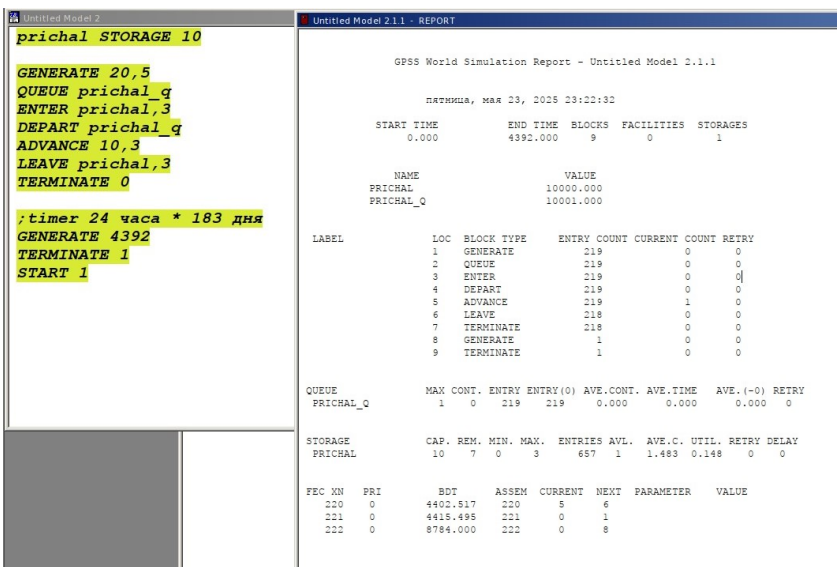 Untitled Model 2
prichal STORAGE 10
GENERATE 20,5
QUEUE prichal_q
ENTER prichal,3
DEPART prichal_q
ADVANCE 10,3
LEAVE prichal,3
TERMINATE 0
;timer 24 часа * 183 дня
GENERATE 4392
TERMINATE 1
START 1
Untitled Model 2.1.1 - REPORT
GPSS World Simulation Report - Untitled Model 2.1.1
пятница, мая 23, 2025 23:22:32
START TIME END TIME BLOCKS FACILITIES STORAGES
0.000 4392.000 9 0 1
NAME VALUE
PRICHAL 10000.000
PRICHAL_Q 10001.000
LABEL LOC BLOCK TYPE ENTRY COUNT CURRENT COUNT RETRY
1 GENERATE 219 0 0
2 QUEUE 219 0 0
3 ENTER 219 0 0
4 DEPART 219 0 0
5 ADVANCE 219 1 0
6 LEAVE 218 0 0
7 TERMINATE 218 0 0
8 GENERATE 1 0 0
9 TERMINATE 1 0 0
QUEUE MAX CONT. ENTRY ENTRY(0) AVE.CONT. AVE.TIME AVE.(-0) RETRY
PRICHAL_Q 1 0 219 219 0.000 0.000 0.000 0
STORAGE CAP. REM. MIN. MAX. ENTRIES AVL. AVE.C. UTIL. RETRY DELAY
PRICHAL 10 7 0 3 657 1 1.483 0.148 0 0
FEC XN PRI BDT ASSEM CURRENT NEXT PARAMETER VALUE
220 0 4402.517 220 5 6
221 0 4415.495 221 0 1
222 0 8784.000 222 0 8